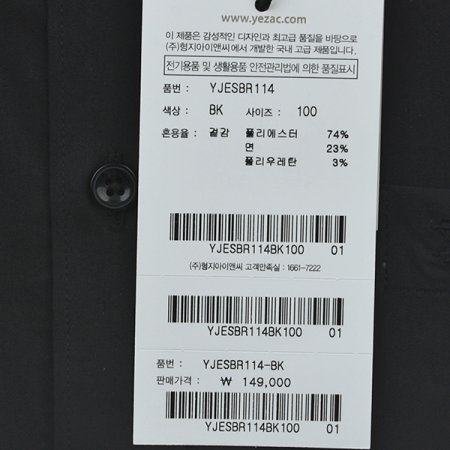 www.yezac.com
이 제품은 감성적인 디자인과 최고급 품질을 바탕으로
(주)형지아이앤씨에서 개발한 국내 고급 제품입니다.
전기용품 및 생활용품 안전관리법에 의한 품질표시
품번: YJESBR114
색상: BK 사이즈: 100
혼용율: 겉감 폴리에스터 74%
면 23%
폴리우레탄 3%
YJESBR114BK100 01
(주)형지아이앤씨 고객만족실 : 1661-7222
YJESBR114BK100 01
품번: YJESBR114-BK
판매가격: ₩ 149,000
YJESBR114BK100 01